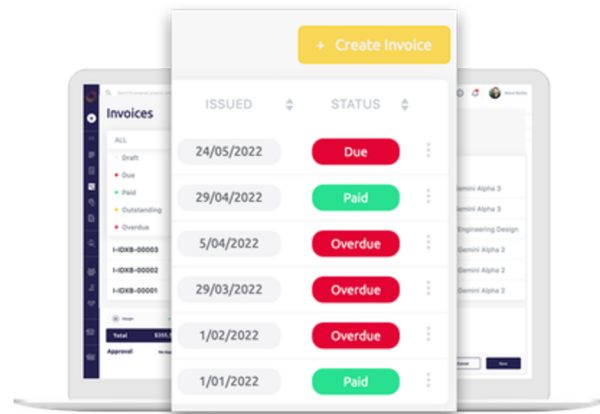 + Create Invoice
Invoices
ISSUED STATUS
ALL
24/05/2022 Due
Draft
Due
Paid
29/04/2022 Paid
Gemini Alpha 3
Outstanding
Overdue
5/04/2022 Overdue
Engineering Design
I-IDXB-00003
Gemini Alpha 2
I-IDXB-00002
29/03/2022 Overdue
Gemini Alpha 2
I-IDXB-00001
Gemini Alpha 2
1/02/2022 Overdue
Total
Approval
1/01/2022 Paid